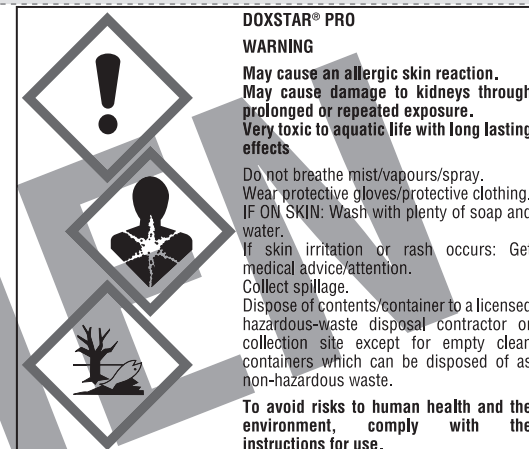 DOXSTAR® PRO
WARNING
May cause an allergic skin reaction.
May cause damage to kidneys through
prolonged or repeated exposure.
Very toxic to aquatic life with long lasting
effects
Do not breathe mist/vapours/spray.
Wear protective gloves/protective clothing.
IF ON SKIN: Wash with plenty of soap and
water.
If skin irritation or rash occurs: Get
medical advice/attention.
Collect spillage.
Dispose of contents/container to a licensed
hazardous-waste disposal contractor or
collection site except for empty clean
containers which can be disposed of as
non-hazardous waste.
To avoid risks to human health and the
environment, comply with the
instructions for use.